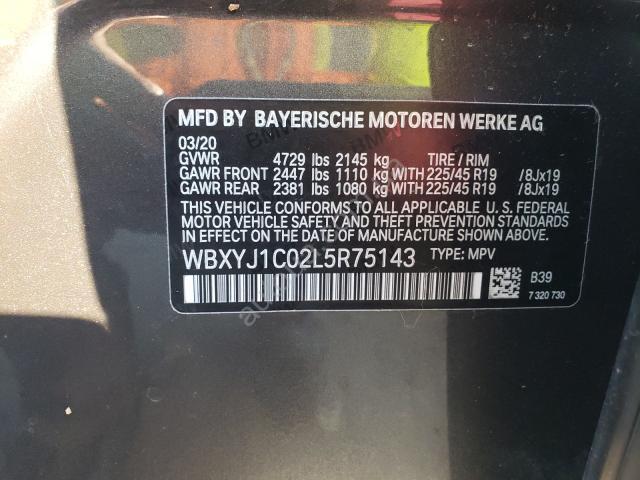 MFD BY BAYERISCHE MOTOREN WERKE AG
03/20
GVWR 4729 lbs 2145 kg TIRE / RIM
GAWR FRONT 2447 lbs 1110 kg WITH 225/45 R19 /8Jx19
GAWR REAR 2381 lbs 1080 kg WITH 225/45 R19 /8Jx19
THIS VEHICLE CONFORMS TO ALL APPLICABLE U. S. FEDERAL
MOTOR VEHICLE SAFETY AND THEFT PREVENTION STANDARDS
IN EFFECT ON THE DATE OF MANUFACTURE SHOWN ABOVE.
WBXYJ1C02L5R75143 TYPE: MPV
B39
7 320 730